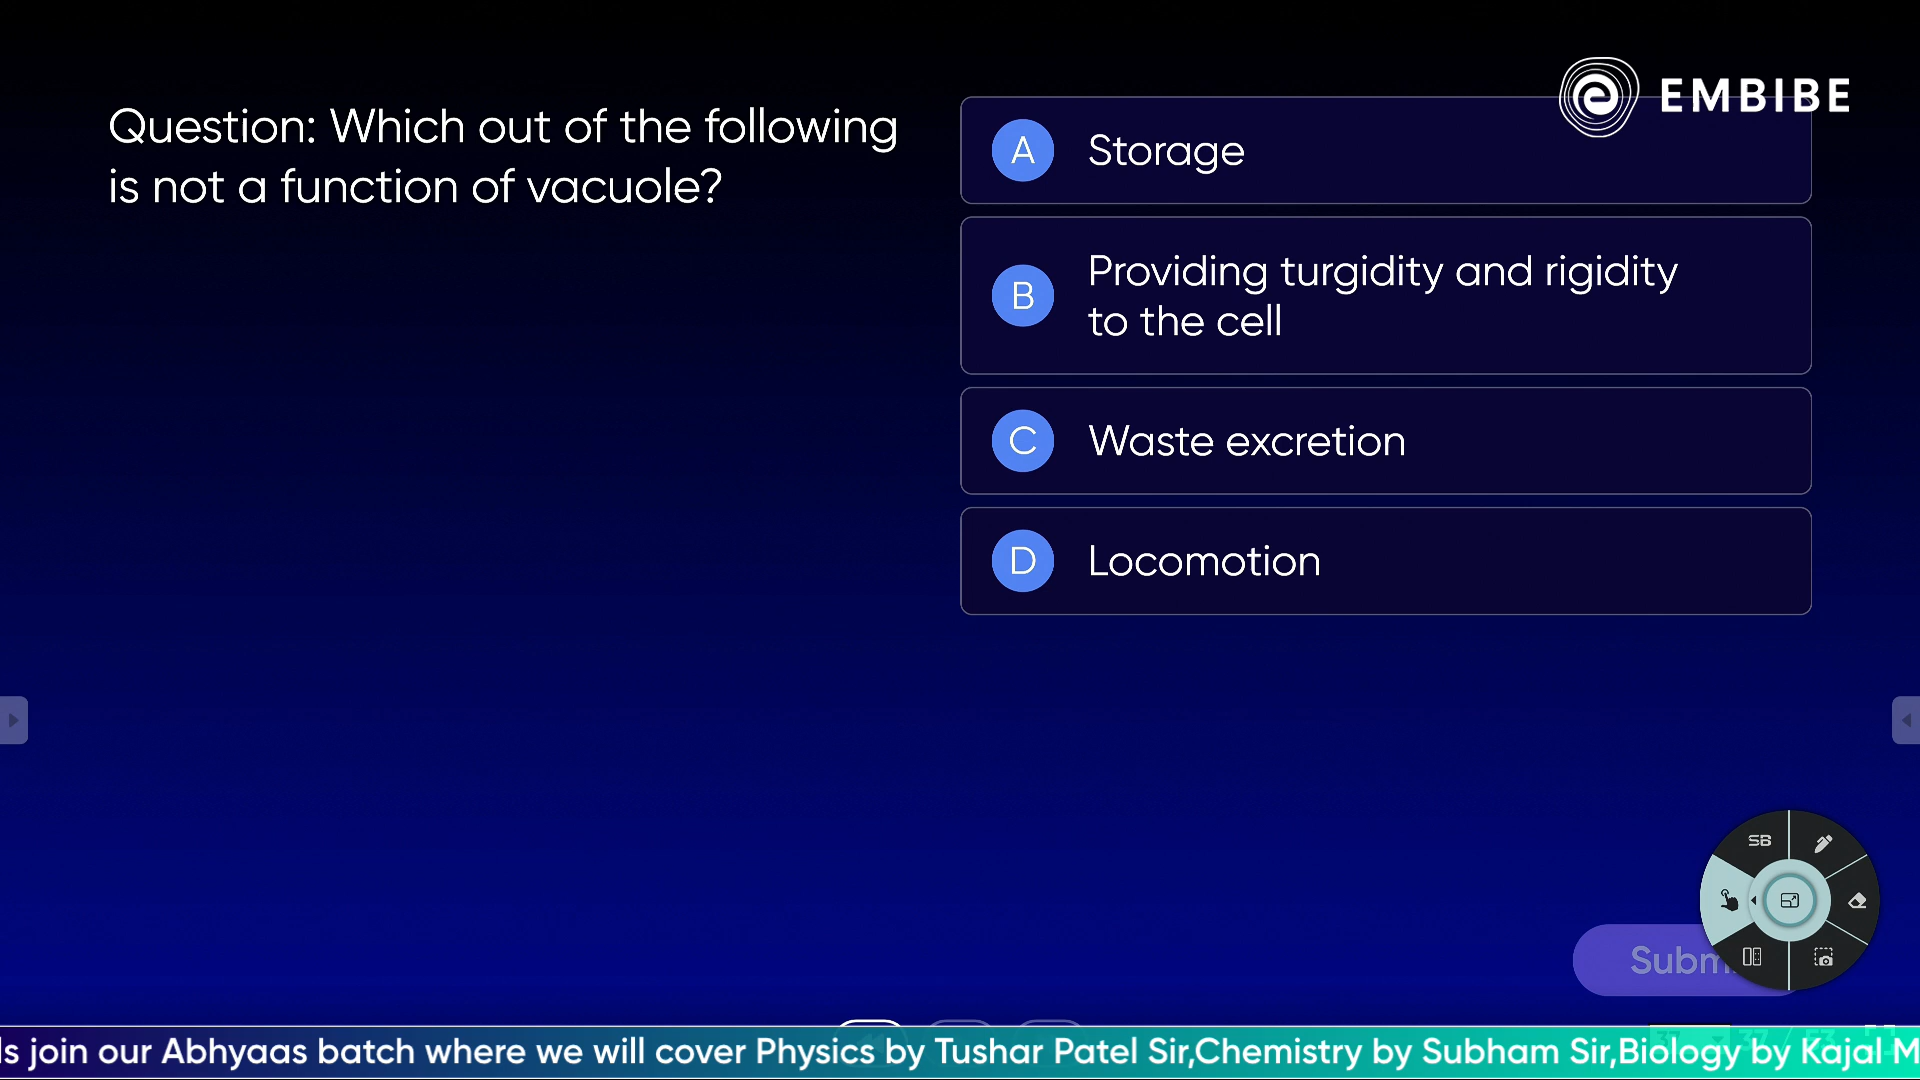 EMBIBE
Question: Which out of the following
is not a function of vacuole?
A Storage
B Providing turgidity and rigidity
to the cell
C Waste excretion
D Locomotion
SB
ls join our Abhyaas batch where we will cover Physics by Tushar Patel Sir,Chemistry by Subham Sir,Biology by Kajal M